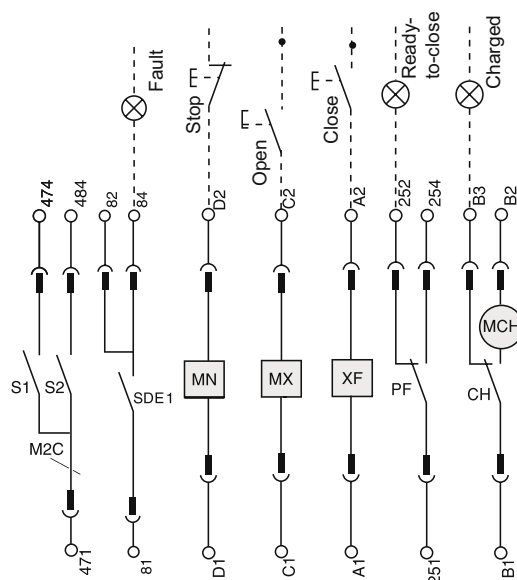 Fault
Stop
Open
Close
Ready-
to-close
Charged
474
484
82
84
D2
C2
A2
252
254
B3
B2
MCH
S1
S2
SDE1
MN
MX
XF
PF
CH
M2C
471
81
D1
C1
A1
251
B1